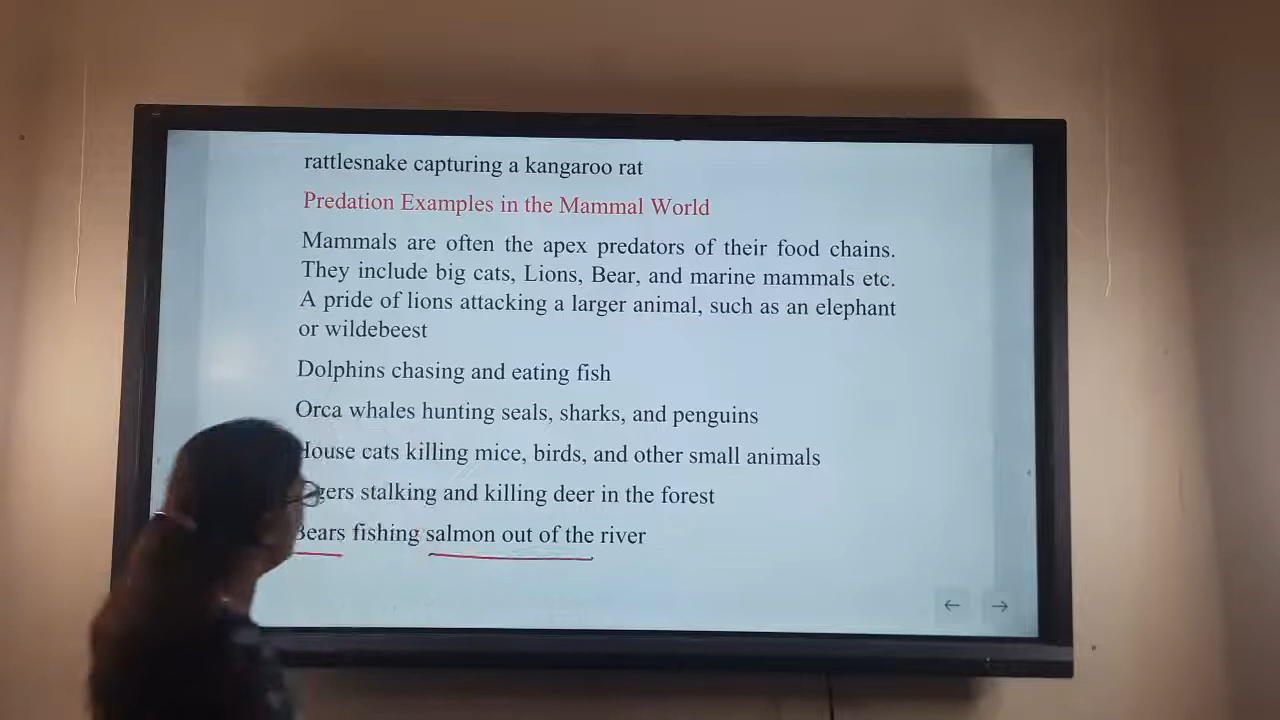 rattlesnake capturing a kangaroo rat
Predation Examples in the Mammal World
Mammals are often the apex predators of their food chains.
They include big cats, Lions, Bear, and marine mammals etc.
A pride of lions attacking a larger animal, such as an elephant
or wildebeest
Dolphins chasing and eating fish
Orca whales hunting seals, sharks, and penguins
House cats killing mice, birds, and other small animals
stalking and killing deer in the forest
Bears fishing salmon out of the river